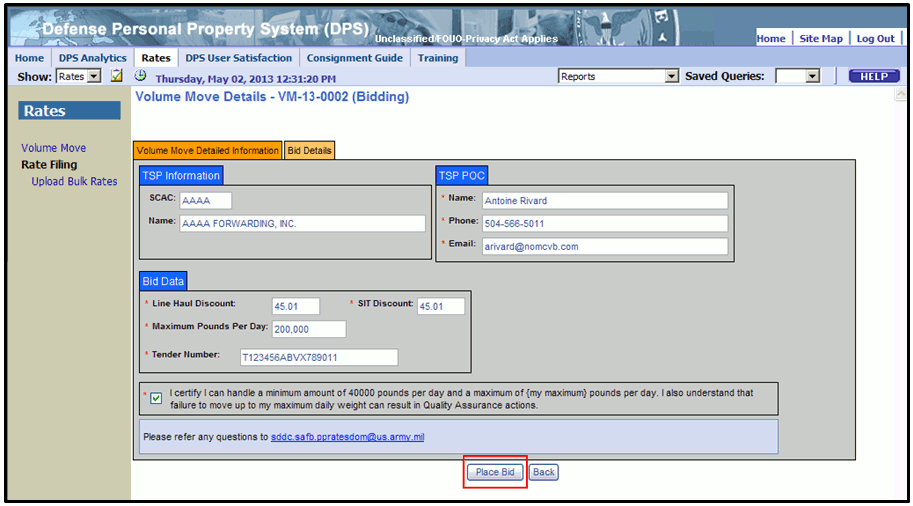 Defense Personal Property System (DPS)
Unclassified/FOUO-Privacy Act Applies
Home | Site Map | Log Out
Home DPS Analytics Rates DPS User Satisfaction Consignment Guide Training
Show: Rates Thursday, May 02, 2013 12:31:20 PM Reports Saved Queries: HELP
Rates
Volume Move
Rate Filing
Upload Bulk Rates
Volume Move Details - VM-13-0002 (Bidding)
Volume Move Detailed Information Bid Details
TSP Information
SCAC: AAAA
Name: AAAA FORWARDING, INC.
TSP POC
* Name: Antoine Rivard
* Phone: 504-566-5011
* Email: arivard@nomcvb.com
Bid Data
* Line Haul Discount: 45.01 * SIT Discount: 45.01
* Maximum Pounds Per Day: 200,000
* Tender Number: T123456ABVX789011
* I certify I can handle a minimum amount of 40000 pounds per day and a maximum of {my maximum} pounds per day. I also understand that
failure to move up to my maximum daily weight can result in Quality Assurance actions.
Please refer any questions to sddc.safb.ppratesdom@us.army.mil
Place Bid Back